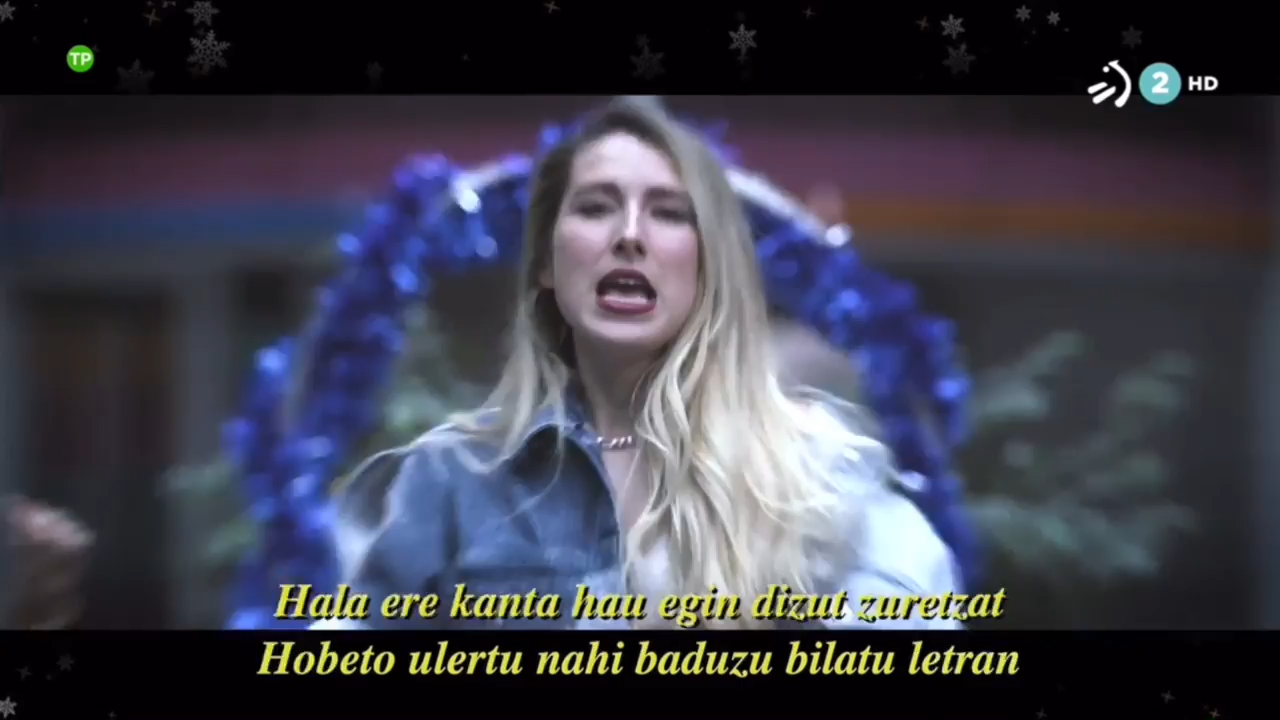 TP
2 HD
Hala ere kanta hau egin dizut zuretzat
Hobeto ulertu nahi baduzu bilatu letran